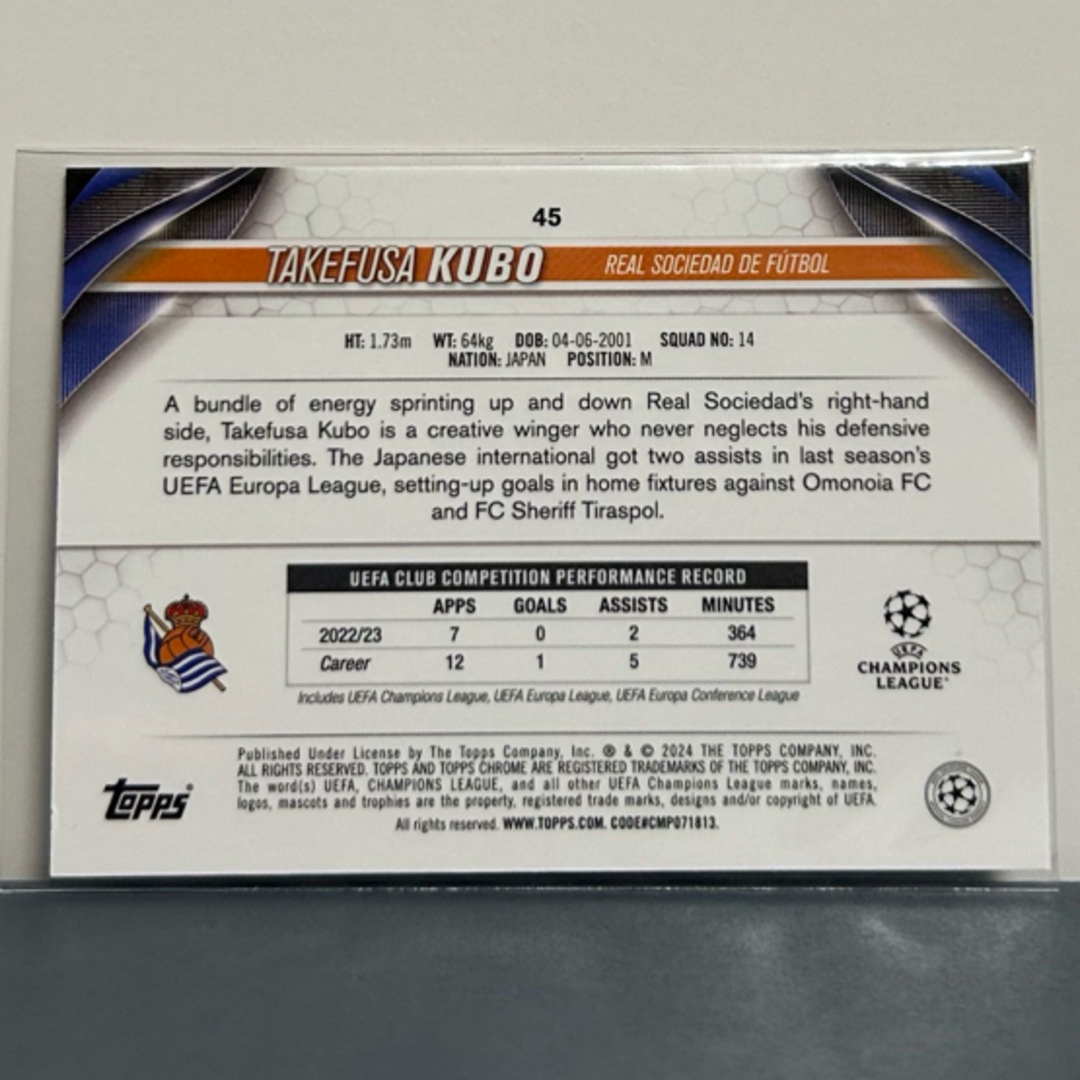 45
TAKEFUSA KUBO REAL SOCIEDAD DE FÚTBOL
HT: 1.73m WT: 64kg DOB: 04-06-2001 SQUAD NO: 14
NATION: JAPAN POSITION: M
A bundle of energy sprinting up and down Real Sociedad's right-hand
side, Takefusa Kubo is a creative winger who never neglects his defensive
responsibilities. The Japanese international got two assists in last season's
UEFA Europa League, setting-up goals in home fixtures against Omonoia FC
and FC Sheriff Tiraspol.
UEFA CLUB COMPETITION PERFORMANCE RECORD
APPS GOALS ASSISTS MINUTES
2022/23 7 0 2 364
Career 12 1 5 739
Includes UEFA Champions League, UEFA Europa League, UEFA Europa Conference League
UEFA
CHAMPIONS
LEAGUE®
Published Under License by The Topps Company, Inc. ® & © 2024 THE TOPPS COMPANY, INC.
ALL RIGHTS RESERVED. TOPPS AND TOPPS CHROME ARE REGISTERED TRADEMARKS OF THE TOPPS COMPANY, INC.
The word(s) UEFA, CHAMPIONS LEAGUE, and all other UEFA Champions League marks, names,
logos, mascots and trophies are the property, registered trade marks, designs and/or copyright of UEFA.
All rights reserved. WWW.TOPPS.COM. CODE#CMP071813.
Topps®